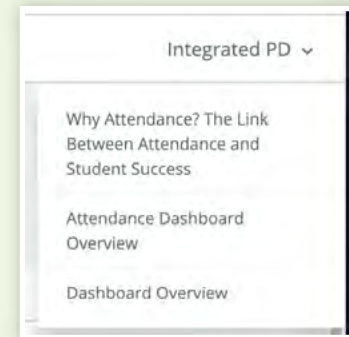 Integrated PD
Why Attendance? The Link
Between Attendance and
Student Success
Attendance Dashboard
Overview
Dashboard Overview